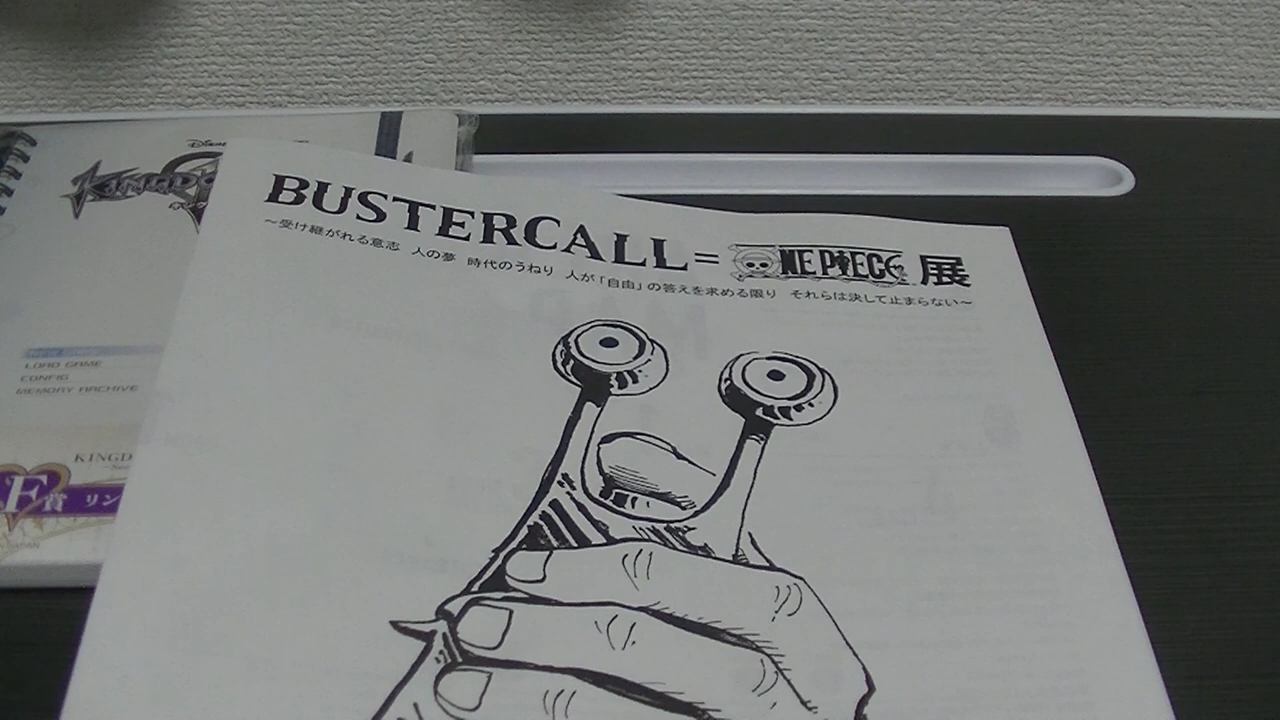 BUSTERCALL=ONE PIECE展
～受け継がれる意志　人の夢　時代のうねり　人が「自由」の答えを求める限り　それらは決して止まらない～
LOAD GAME
CONFIG
MEMORY ARCHIVE
KINGD
F賞 リン